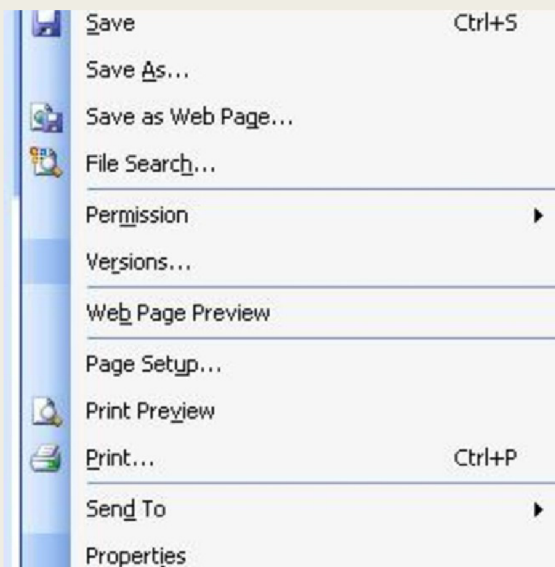 Save Ctrl+S
Save As...
Save as Web Page...
File Search...
Permission
Versions...
Web Page Preview
Page Setup...
Print Preview
Print... Ctrl+P
Send To
Properties